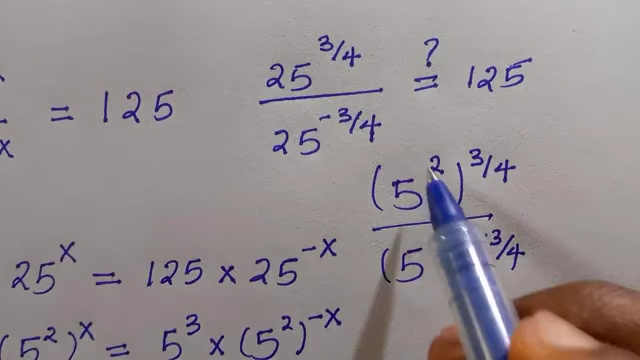 x
x = 125
25^{3/4}
25^{-3/4} ?= 125
(5^2)^{3/4}
(5 3/4
25^x = 125 x 25^{-x}
(5^2)^x = 5^3 x (5^2)^{-x}